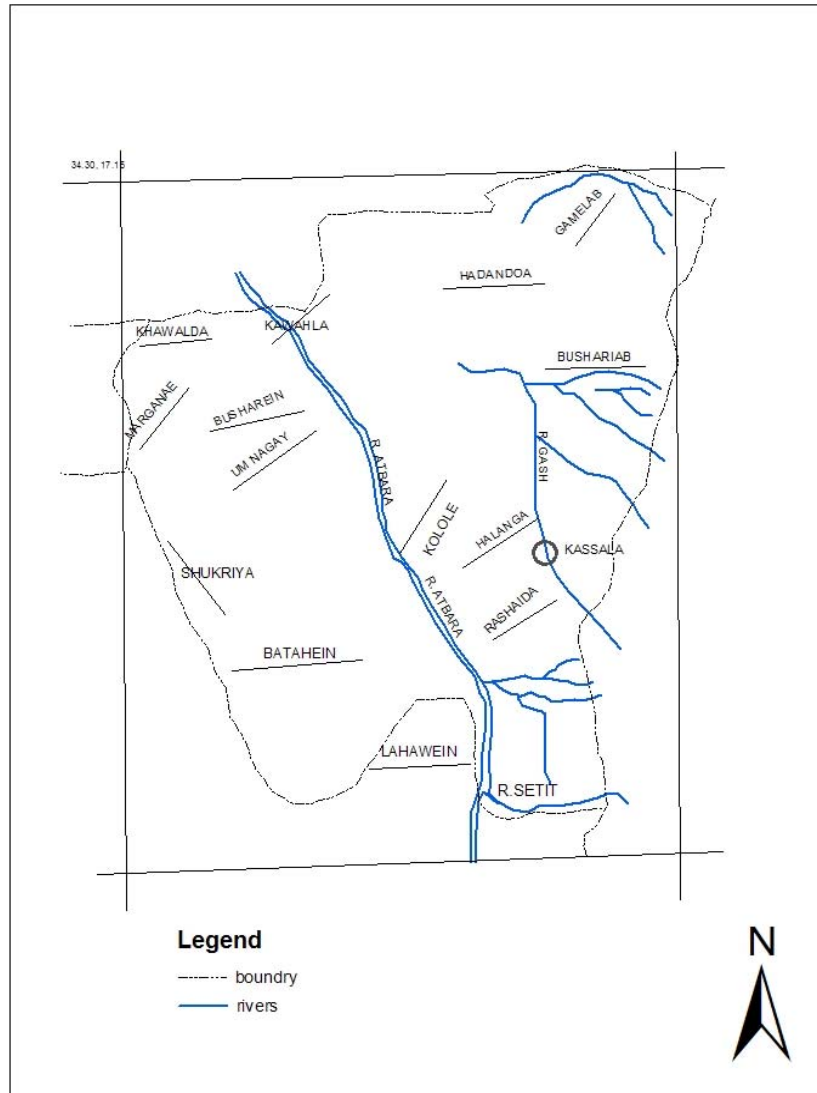 34.30, 17.15
GAMELAB
HADANDOA
KAWAHLA
KHAWALDA
BUSHARIAB
MARGANAE
BUSHAREIN
UM NAGAY
R.ATBARA
R.GASH
KOLOLE
HALANGA
KASSALA
SHUKRIYA
R.ATBARA
RASHAIDA
BATAHEIN
LAHAWEIN
R.SETIT
Legend
boundry
rivers
N